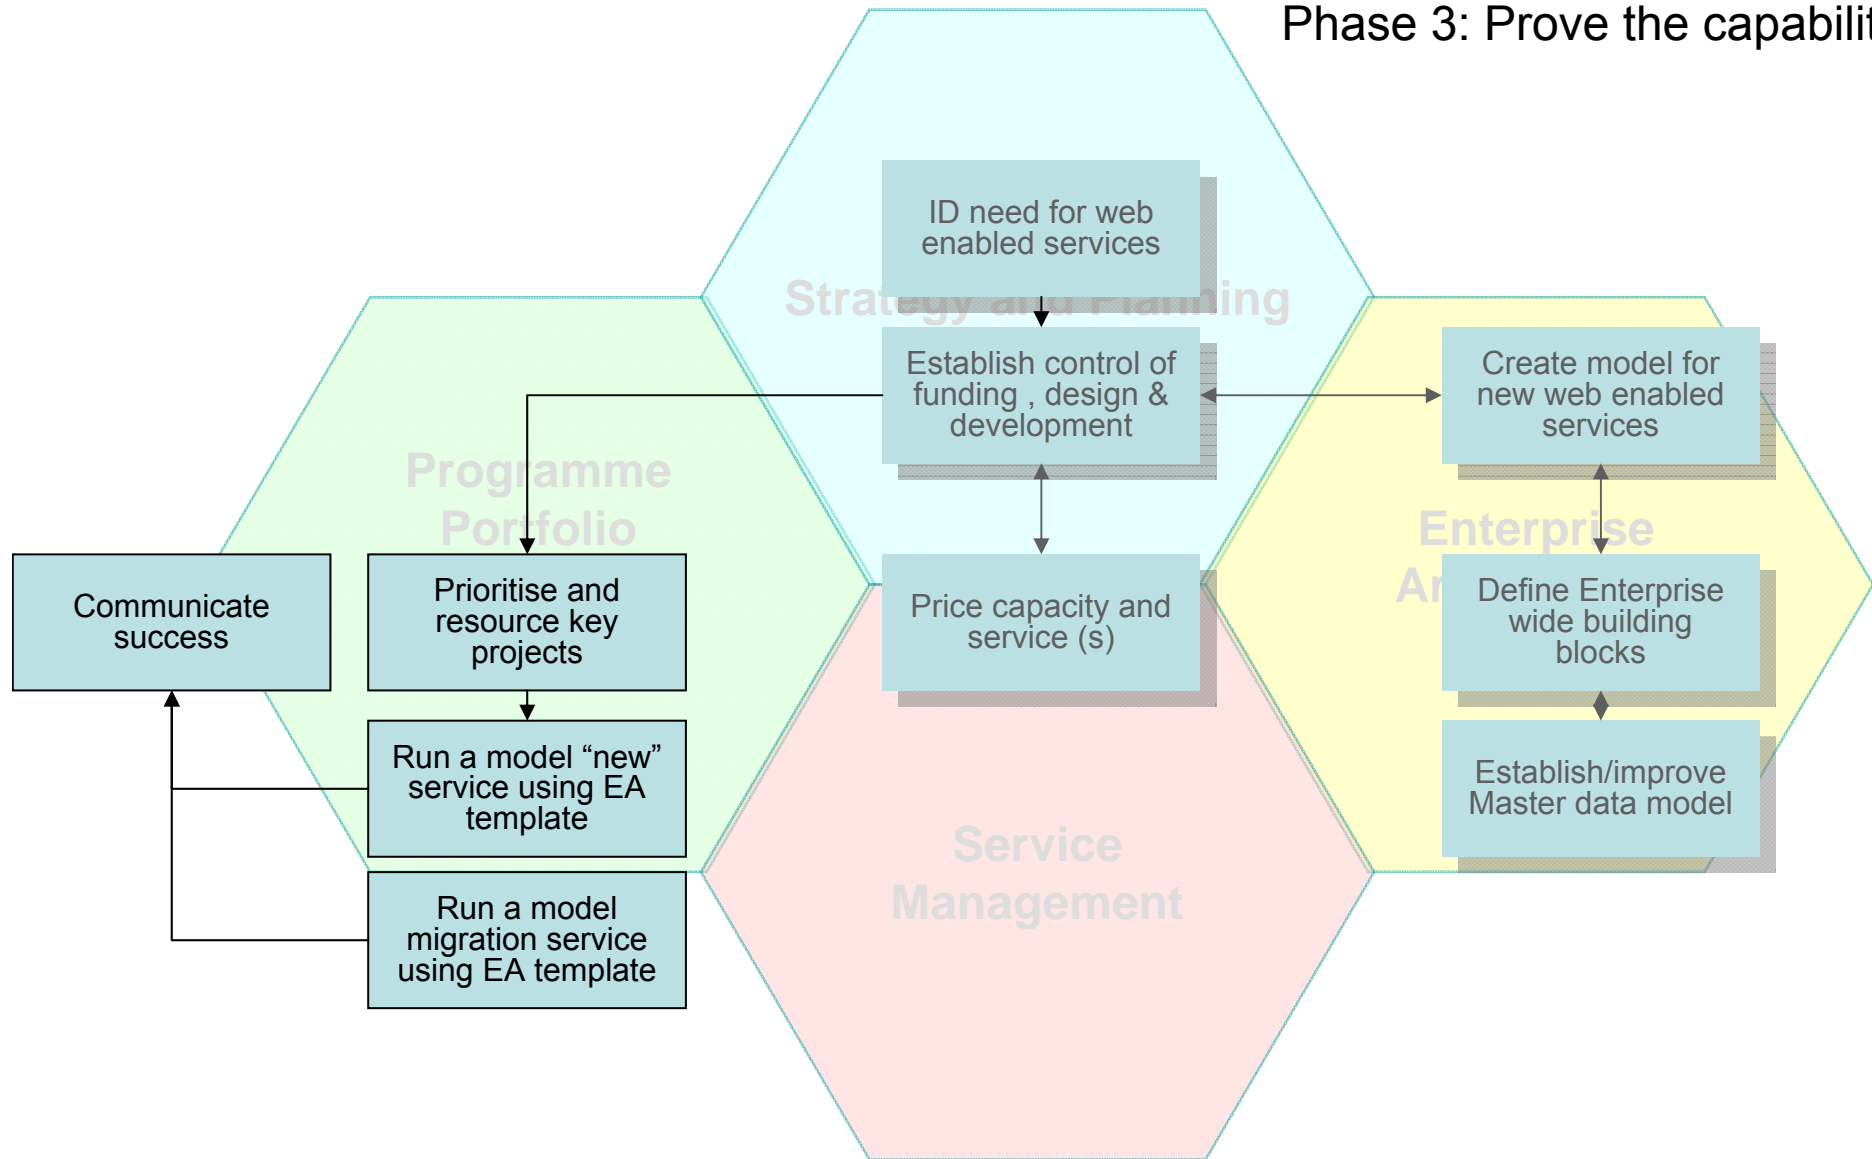 Phase 3: Prove the capabilit
ID need for web
enabled services
Strategy and Planning
Establish control of
funding , design &
development
Create model for
new web enabled
services
Programme
Portfolio
Enterprise
Communicate
success
Prioritise and
resource key
projects
Price capacity and
service (s)
Define Enterprise
wide building
blocks
Run a model “new”
service using EA
template
Establish/improve
Master data model
Service
Management
Run a model
migration service
using EA template